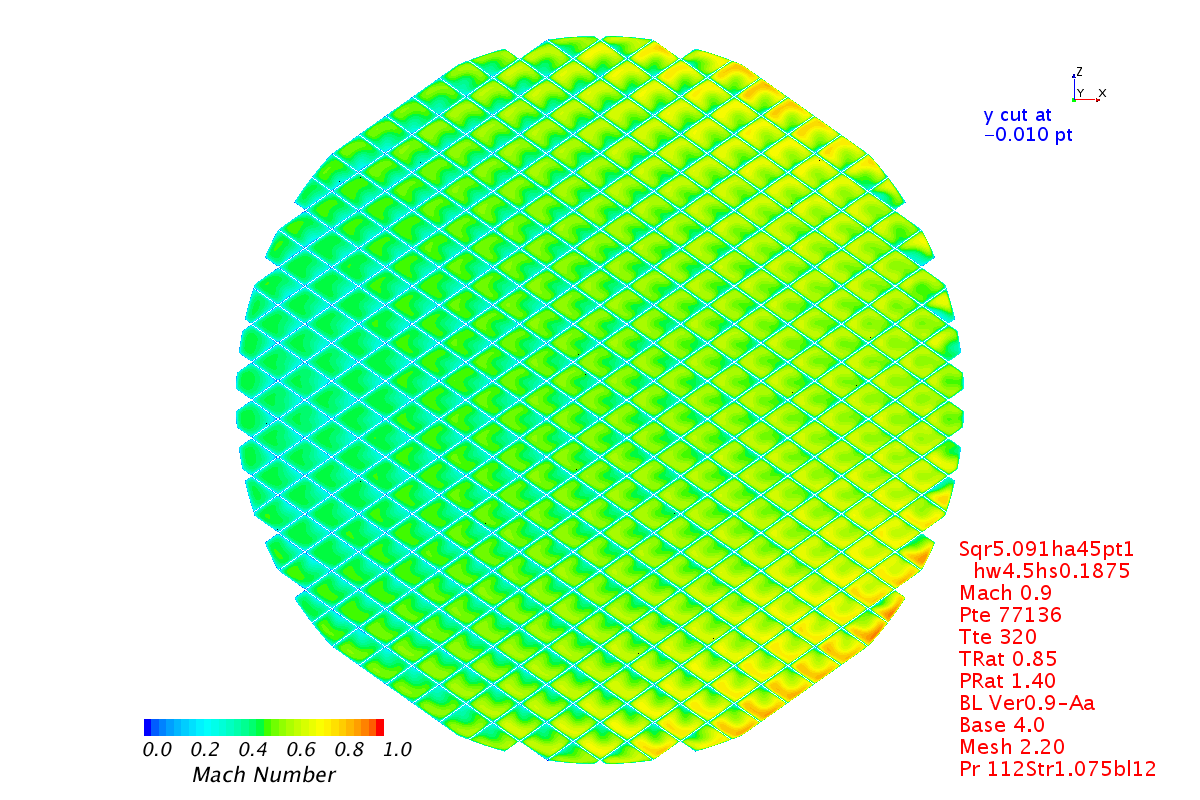 Z
Y X
y cut at
−0.010 pt
Sqr5.091ha45pt1
hw4.5hs0.1875
Mach 0.9
Pte 77136
Tte 320
TRat 0.85
PRat 1.40
BL Ver0.9−Aa
Base 4.0
Mesh 2.20
Pr 112Str1.075bl12
0.0 0.2 0.4 0.6 0.8 1.0
Mach Number